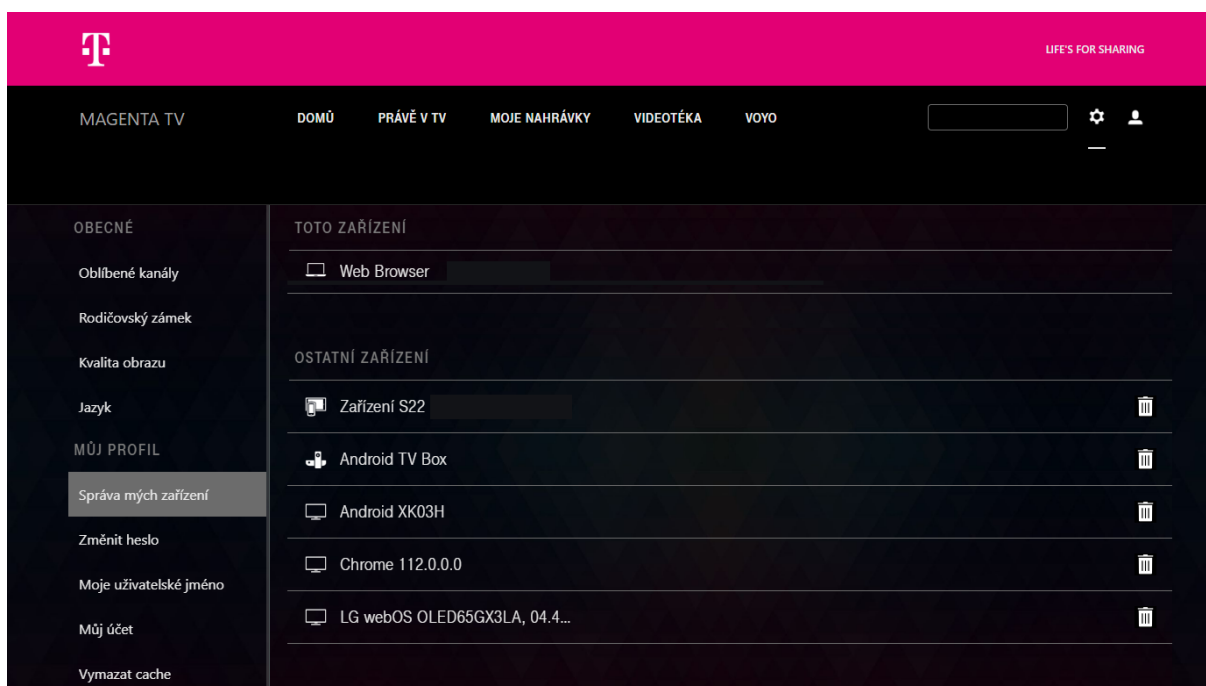 T
LIFE'S FOR SHARING
MAGENTA TV
DOMŮ
PRÁVĚ V TV
MOJE NAHRÁVKY
VIDEOTÉKA
VOYO
OBECNÉ
Oblíbené kanály
Rodičovský zámek
Kvalita obrazu
Jazyk
MŮJ PROFIL
Správa mých zařízení
Změnit heslo
Moje uživatelské jméno
Můj účet
Vymazat cache
TOTO ZAŘÍZENÍ
Web Browser
OSTATNÍ ZAŘÍZENÍ
Zařízení S22
Android TV Box
Android XK03H
Chrome 112.0.0.0
LG webOS OLED65GX3LA, 04.4...